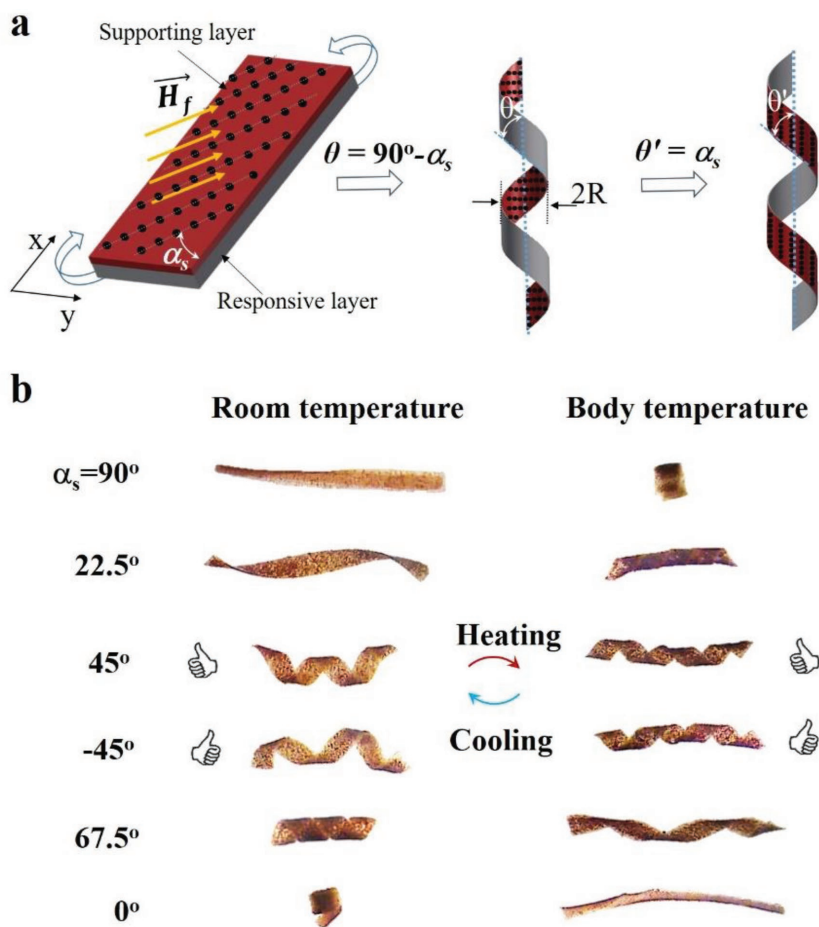 a
Supporting layer
H_f
α_s
x
y
Responsive layer
θ = 90°-α_s
θ
2R
θ' = α_s
θ'
b
Room temperature
Body temperature
α_s=90°
22.5°
45°
Heating
-45°
Cooling
67.5°
0°